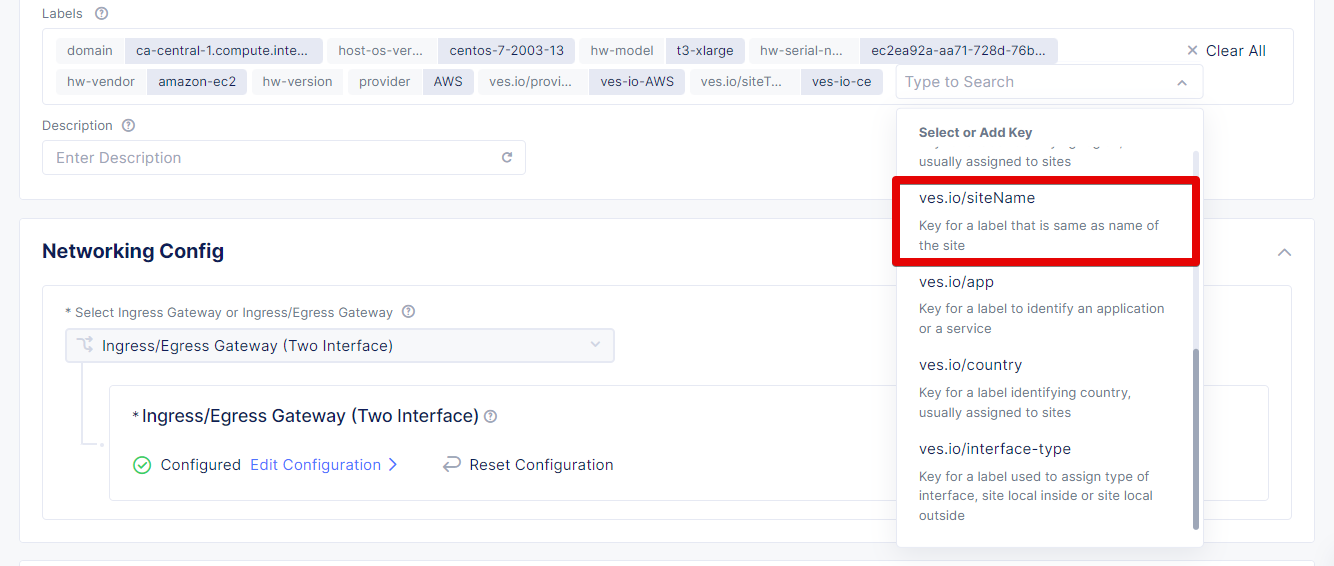 Labels
domain ca-central-1.compute.inte... host-os-ver... centos-7-2003-13 hw-model t3-xlarge hw-serial-n... ec2ea92a-aa71-728d-76b... Clear All
hw-vendor amazon-ec2 hw-version provider AWS ves.io/provi... ves-io-AWS ves.io/siteT... ves-io-ce Type to Search
Description
Enter Description
Select or Add Key
usually assigned to sites
ves.io/siteName
Key for a label that is same as name of
the site
ves.io/app
Key for a label to identify an application
or a service
ves.io/country
Key for a label identifying country,
usually assigned to sites
ves.io/interface-type
Key for a label used to assign type of
interface, site local inside or site local
outside
Networking Config
* Select Ingress Gateway or Ingress/Egress Gateway
Ingress/Egress Gateway (Two Interface)
* Ingress/Egress Gateway (Two Interface)
Configured Edit Configuration Reset Configuration